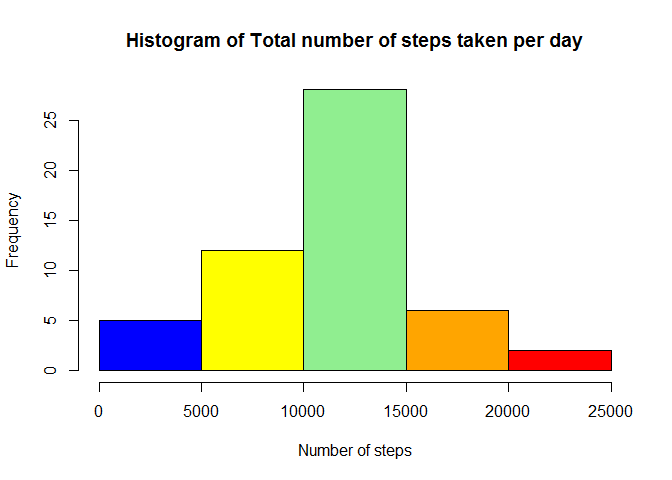 Histogram of Total number of steps taken per day
Frequency
25
20
15
10
5
0
0 5000 10000 15000 20000 25000
Number of steps